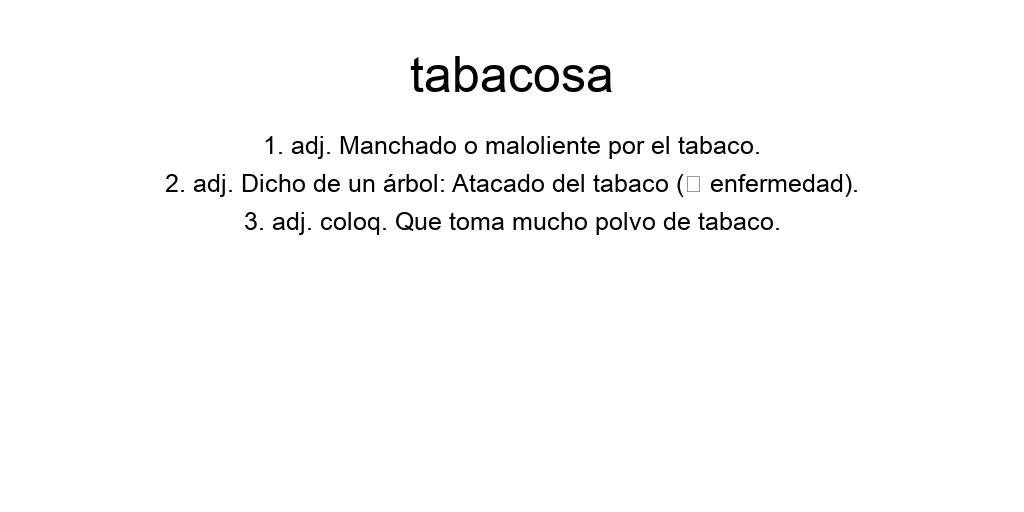 tabacosa
1. adj. Manchado o maloliente por el tabaco.
2. adj. Dicho de un árbol: Atacado del tabaco (□ enfermedad).
3. adj. coloq. Que toma mucho polvo de tabaco.